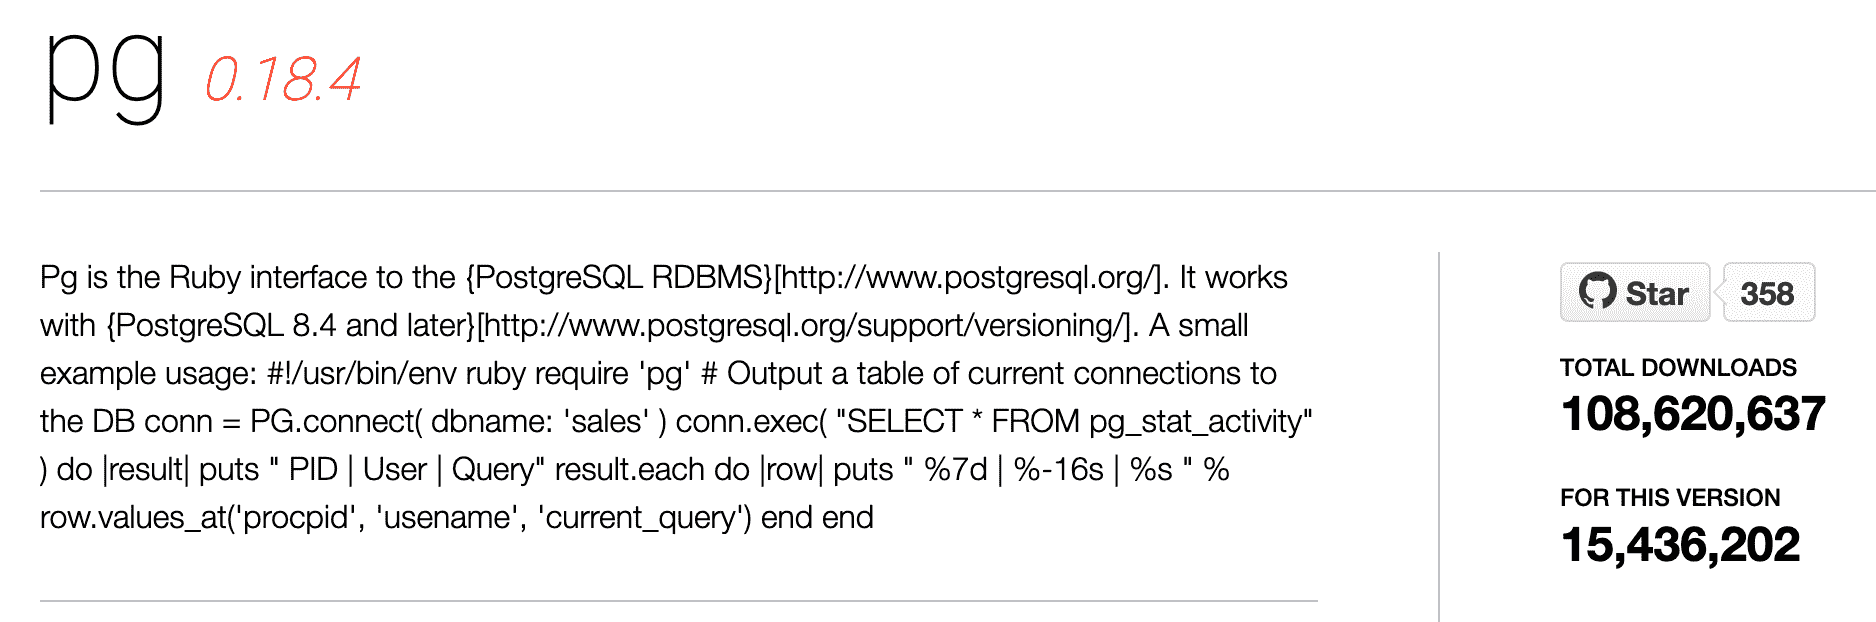 pg 0.18.4
Pg is the Ruby interface to the {PostgreSQL RDBMS}[http://www.postgresql.org/]. It works
with {PostgreSQL 8.4 and later}[http://www.postgresql.org/support/versioning/]. A small
example usage: #!/usr/bin/env ruby require 'pg' # Output a table of current connections to
the DB conn = PG.connect( dbname: 'sales' ) conn.exec( "SELECT * FROM pg_stat_activity"
) do |result| puts " PID | User | Query" result.each do |row| puts " %7d | %-16s | %s " %
row.values_at('procpid', 'usename', 'current_query') end end
Star 358
TOTAL DOWNLOADS
108,620,637
FOR THIS VERSION
15,436,202